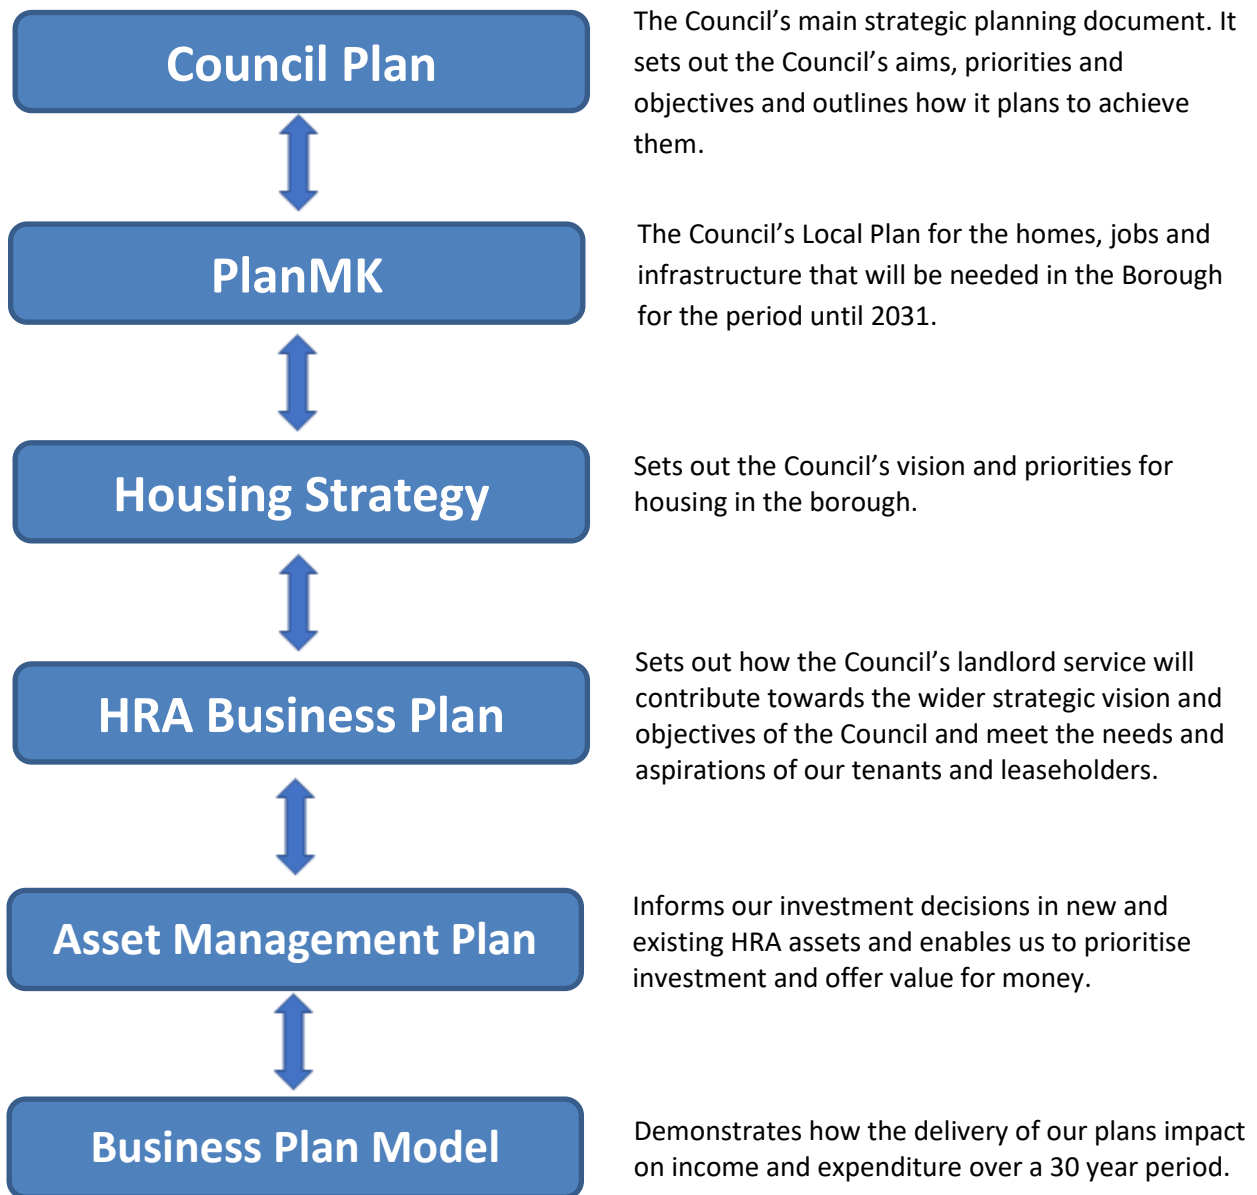 Council Plan
The Council’s main strategic planning document. It
sets out the Council’s aims, priorities and
objectives and outlines how it plans to achieve
them.
PlanMK
The Council’s Local Plan for the homes, jobs and
infrastructure that will be needed in the Borough
for the period until 2031.
Housing Strategy
Sets out the Council’s vision and priorities for
housing in the borough.
HRA Business Plan
Sets out how the Council’s landlord service will
contribute towards the wider strategic vision and
objectives of the Council and meet the needs and
aspirations of our tenants and leaseholders.
Asset Management Plan
Informs our investment decisions in new and
existing HRA assets and enables us to prioritise
investment and offer value for money.
Business Plan Model
Demonstrates how the delivery of our plans impact
on income and expenditure over a 30 year period.